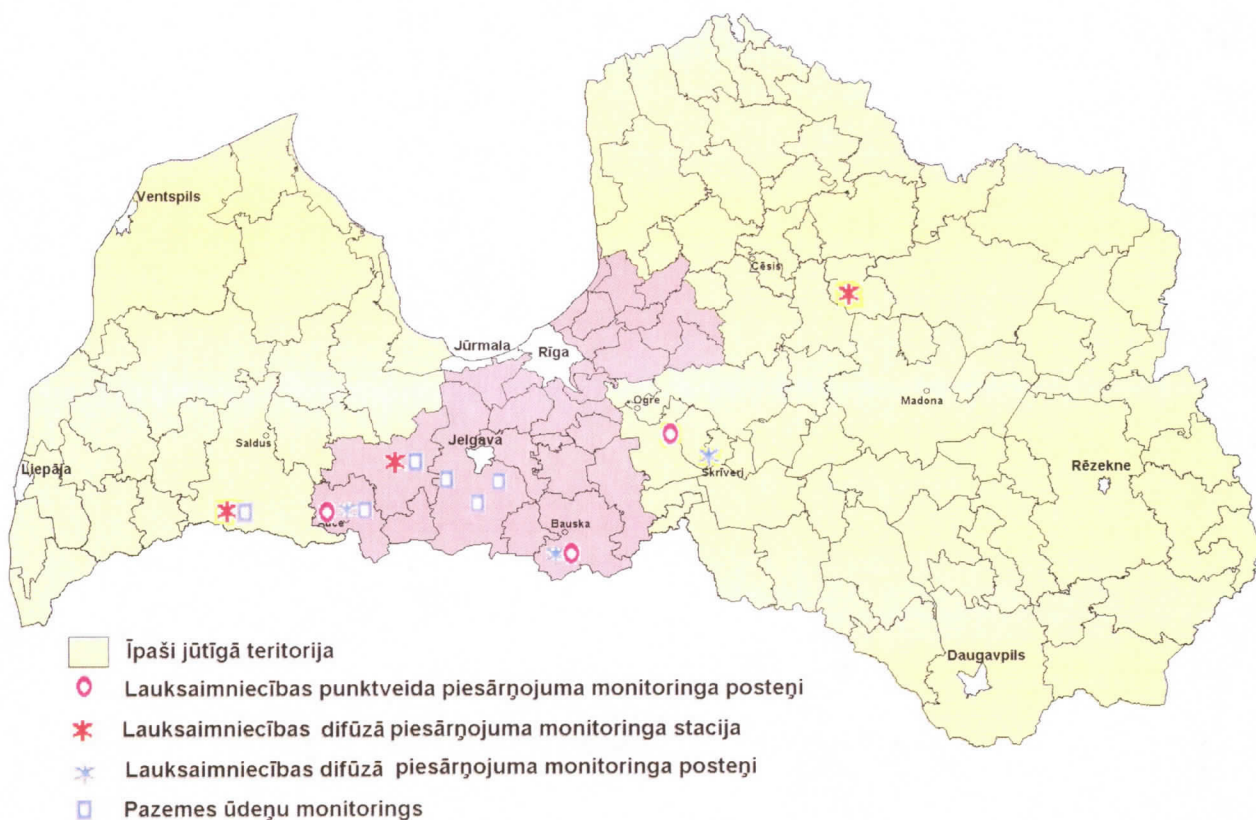 Ventspils
Cēsis
Jūrmala
Rīga
Ogre
Madona
Saldus
Jelgava
Liepāja
Skrīveri
Rēzekne
Auce
Bauska
Daugavpils
Īpaši jūtīgā teritorija
Lauksaimniecības punktveida piesārņojuma monitoringa posteņi
Lauksaimniecības difūzā piesārņojuma monitoringa stacija
Lauksaimniecības difūzā piesārņojuma monitoringa posteņi
Pazemes ūdeņu monitorings